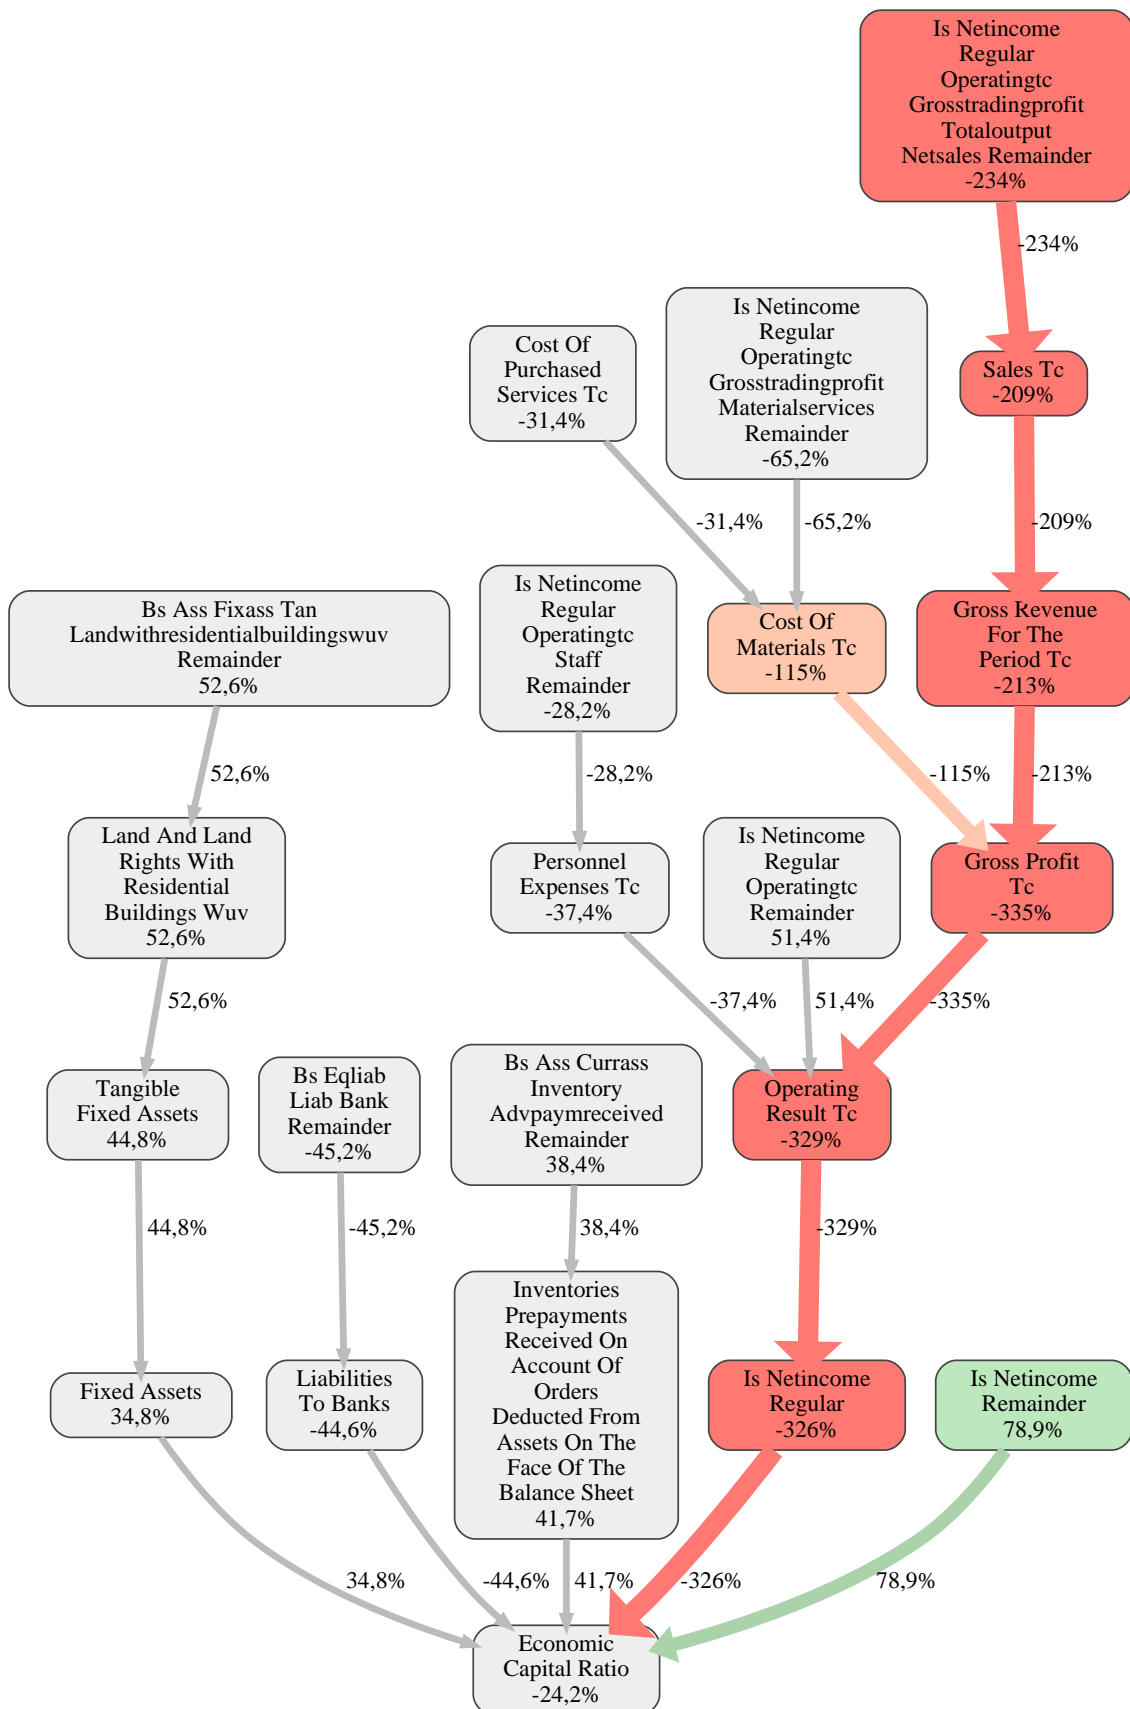 Is Netincome
Regular
Operatingtc
Grosstradingprofit
Totaloutput
Netsales Remainder
-234%
-234%
Is Netincome
Regular
Operatingtc
Grosstradingprofit
Materialservices
Remainder
-65,2%
Cost Of
Purchased
Services Tc
-31,4%
Sales Tc
-209%
-31,4%
-65,2%
-209%
Is Netincome
Regular
Operatingtc
Staff
Remainder
-28,2%
Bs Ass Fixass Tan
Landwithresidentialbuildingswuv
Remainder
52,6%
Cost Of
Materials Tc
-115%
Gross Revenue
For The
Period Tc
-213%
52,6%
-28,2%
-115%
-213%
Land And Land
Rights With
Residential
Buildings Wuv
52,6%
Personnel
Expenses Tc
-37,4%
Is Netincome
Regular
Operatingtc
Remainder
51,4%
Gross Profit
Tc
-335%
52,6%
-37,4%
51,4%
-335%
Tangible
Fixed Assets
44,8%
Bs Eqliab
Liab Bank
Remainder
-45,2%
Bs Ass Currass
Inventory
Advpaymreceived
Remainder
38,4%
Operating
Result Tc
-329%
44,8%
-45,2%
38,4%
-329%
Fixed Assets
34,8%
Liabilities
To Banks
-44,6%
Inventories
Prepayments
Received On
Account Of
Orders
Deducted From
Assets On The
Face Of The
Balance Sheet
41,7%
Is Netincome
Regular
-326%
Is Netincome
Remainder
78,9%
34,8%
-44,6%
41,7%
-326%
78,9%
Economic
Capital Ratio
-24,2%